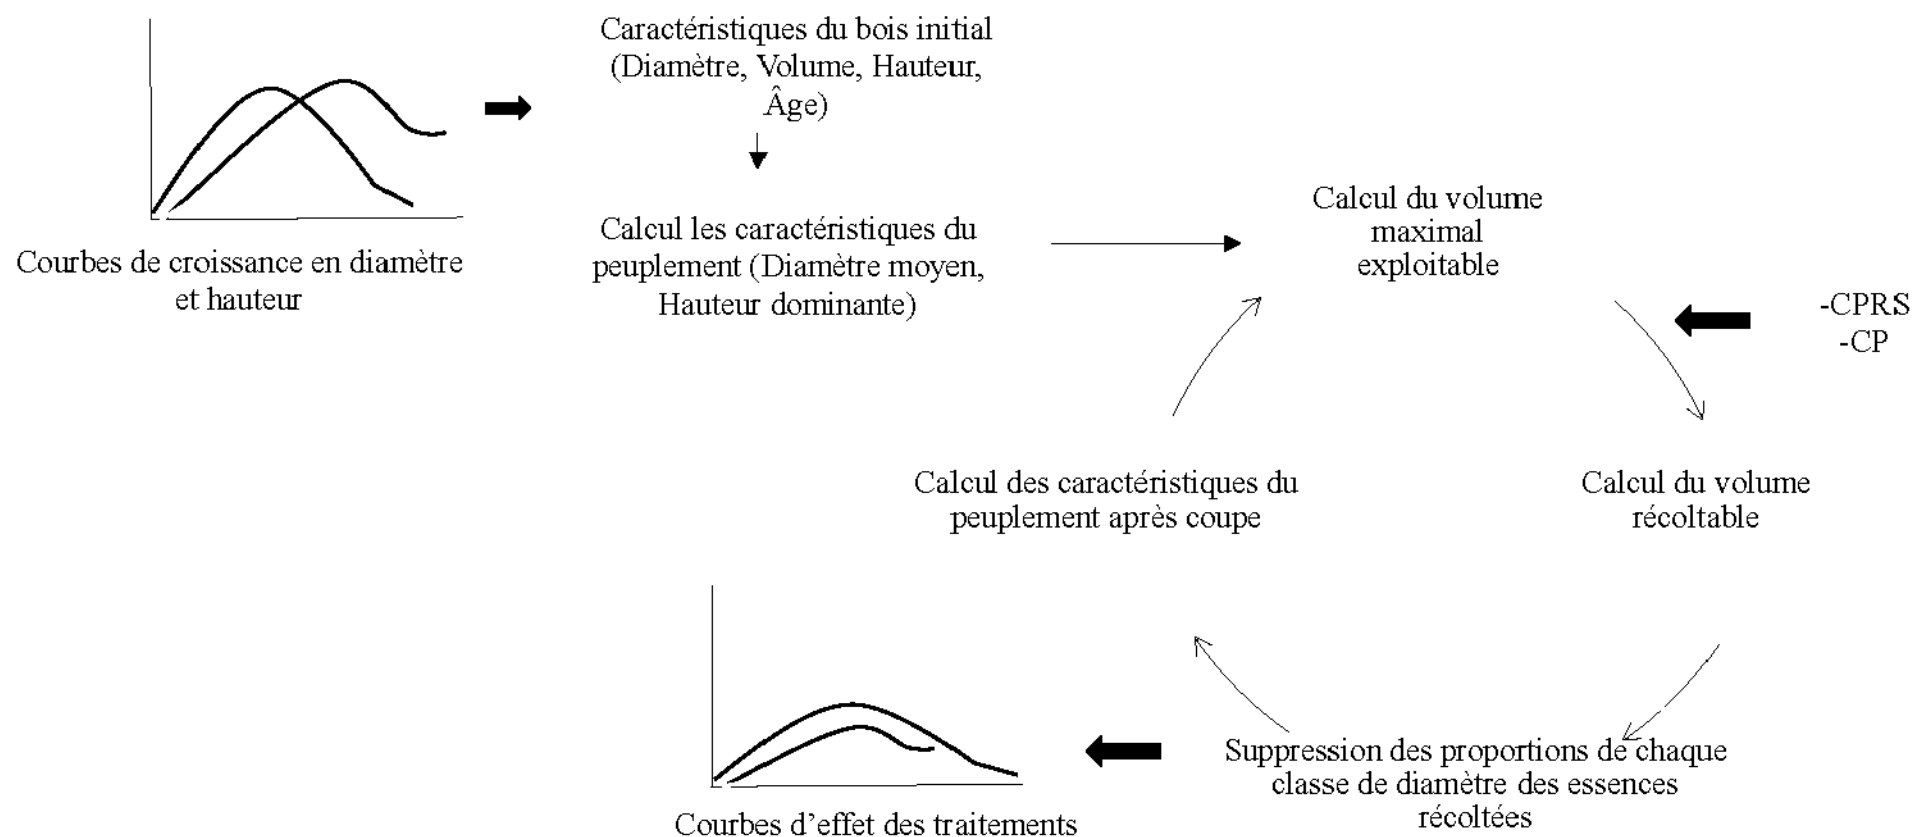 Caractéristiques du bois initial
(Diamètre, Volume, Hauteur,
Âge)
Courbes de croissance en diamètre
et hauteur
Calcul les caractéristiques du
peuplement (Diamètre moyen,
Hauteur dominante)
Calcul du volume
maximal
exploitable
-CPRS
-CP
Calcul du volume
récoltable
Suppression des proportions de chaque
classe de diamètre des essences
récoltées
Courbes d’effet des traitements
Calcul des caractéristiques du
peuplement après coupe